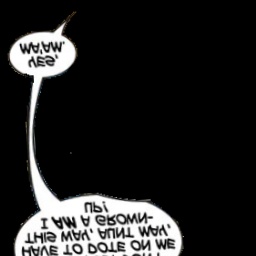 HAVE TO DOTE ON ME
THIS WAY, AUNT MAY,
I AM A GROWN-
UP!
YES,
MA'AM.